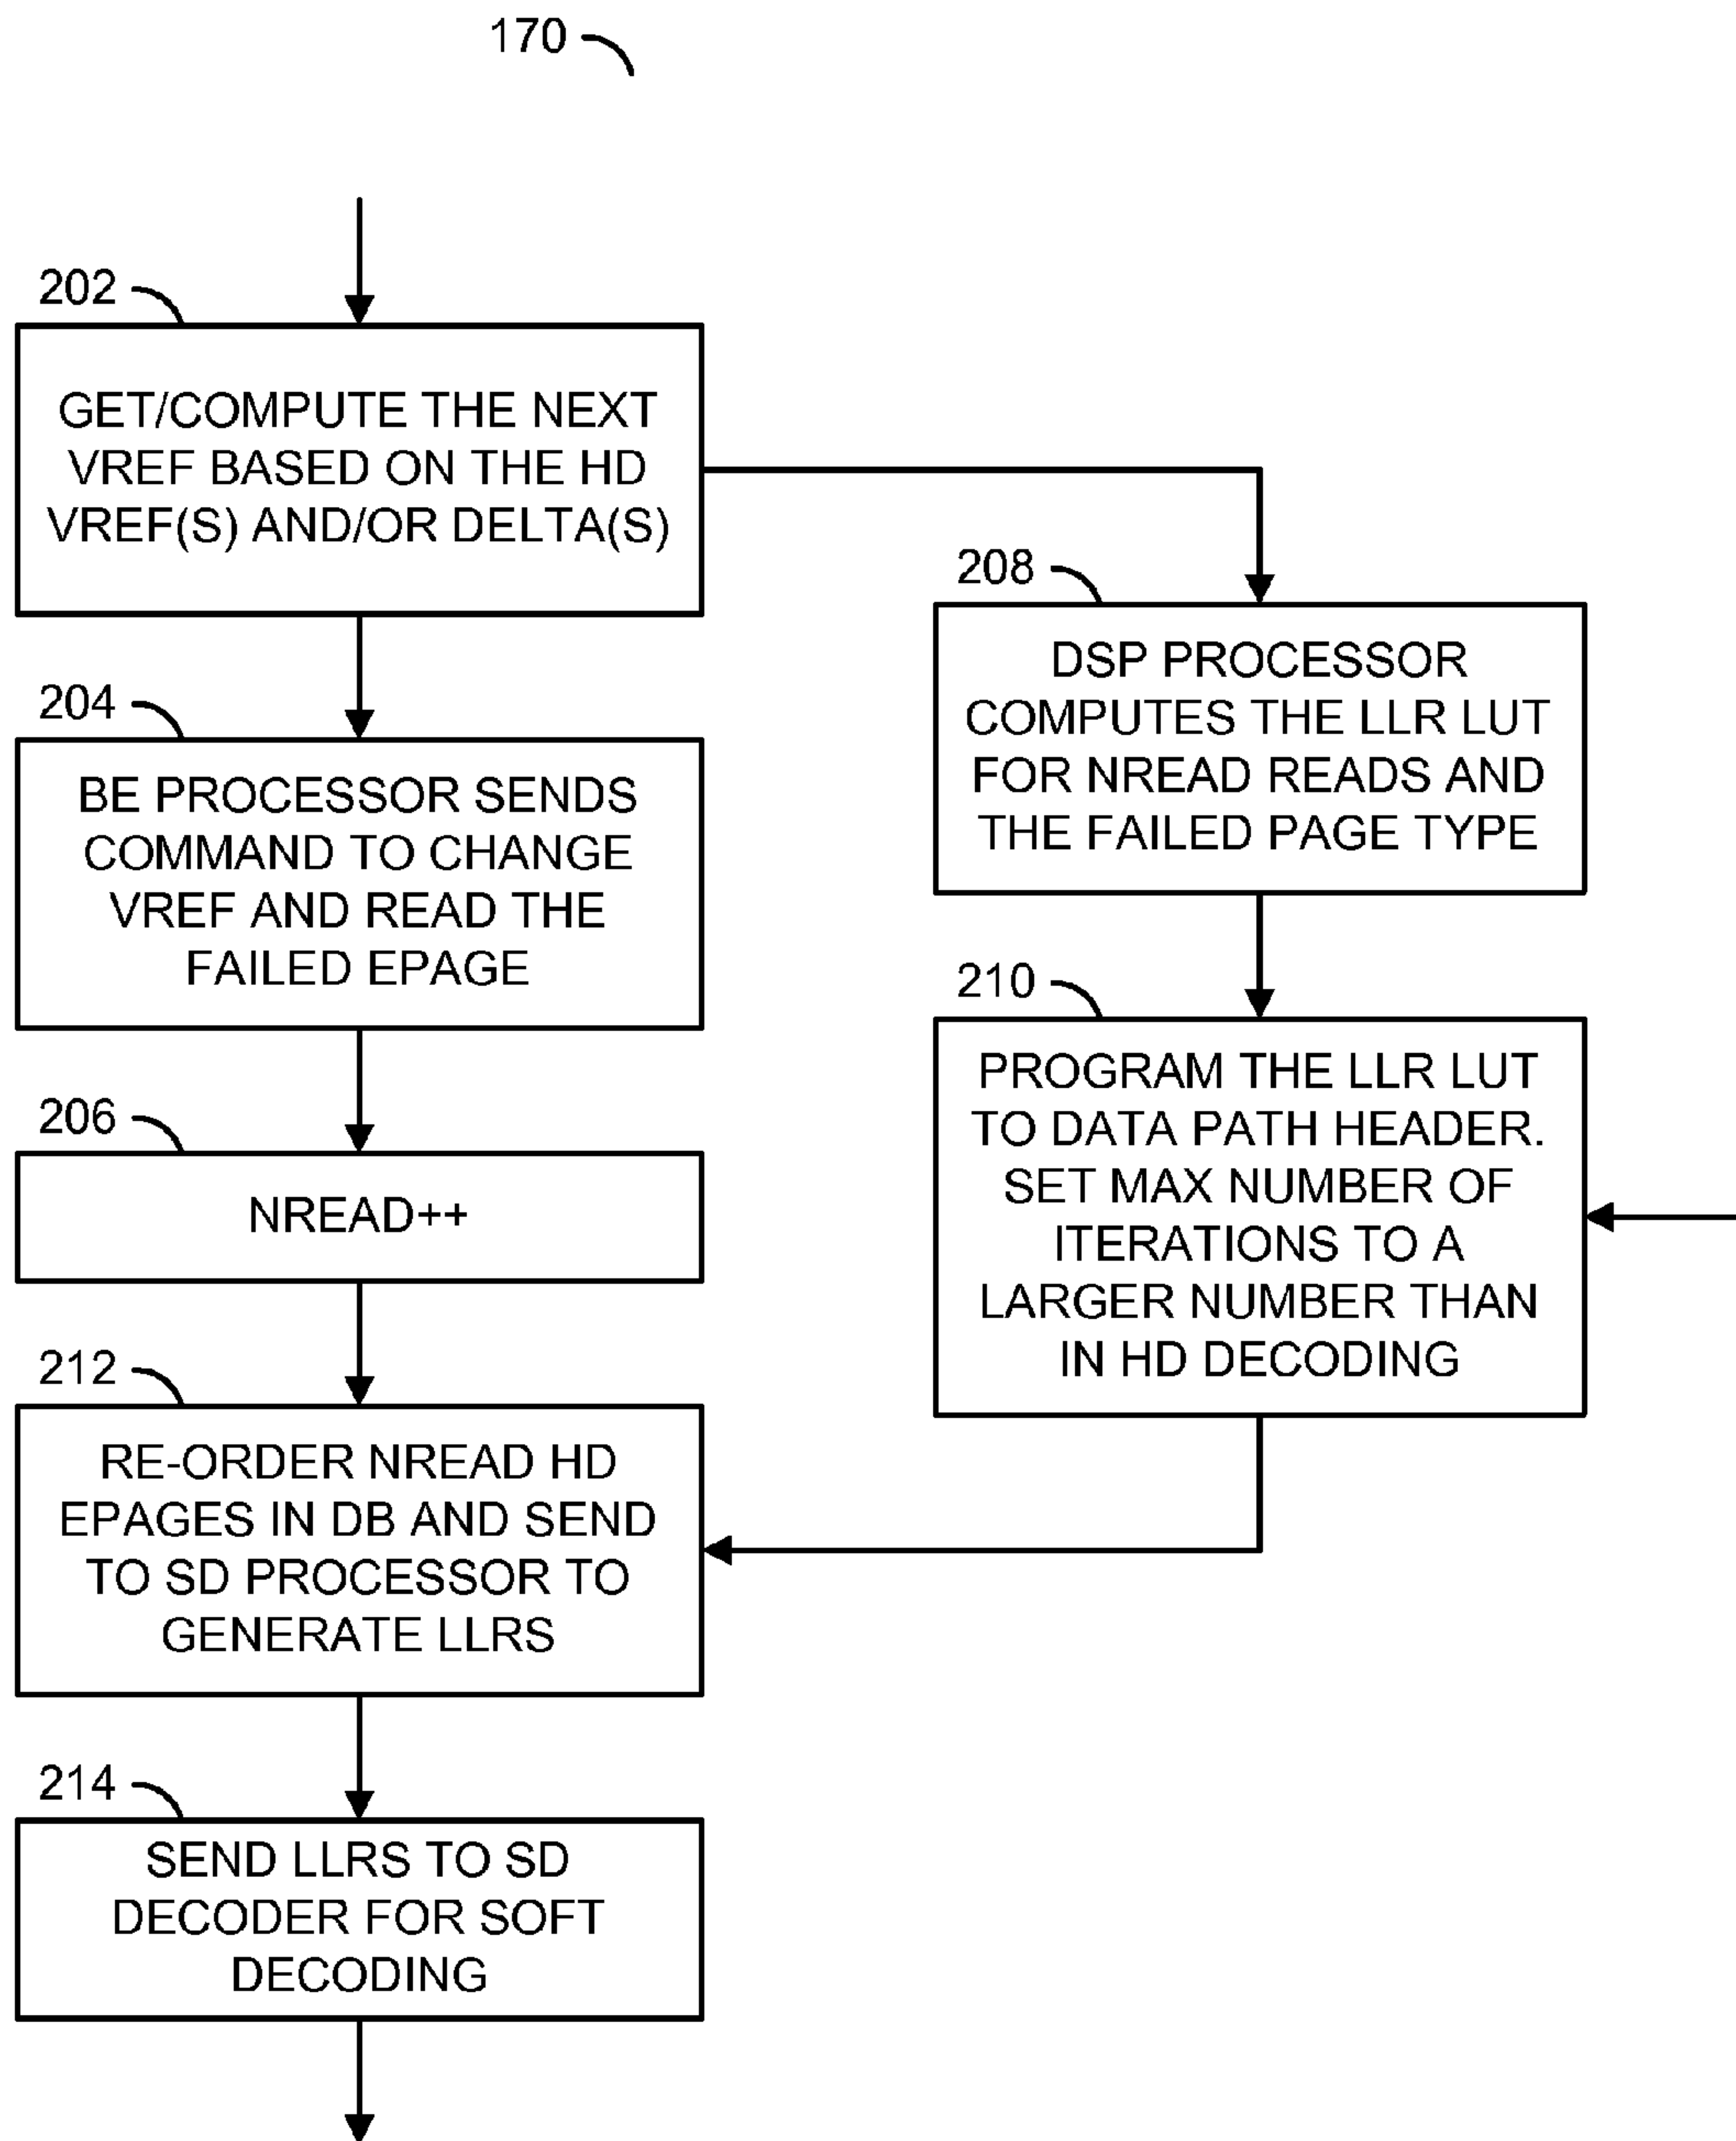 170
202
GET/COMPUTE THE NEXT
VREF BASED ON THE HD
VREF(S) AND/OR DELTA(S)
204
BE PROCESSOR SENDS
COMMAND TO CHANGE
VREF AND READ THE
FAILED EPAGE
206
NREAD++
208
DSP PROCESSOR
COMPUTES THE LLR LUT
FOR NREAD READS AND
THE FAILED PAGE TYPE
210
PROGRAM THE LLR LUT
TO DATA PATH HEADER.
SET MAX NUMBER OF
ITERATIONS TO A
LARGER NUMBER THAN
IN HD DECODING
212
RE-ORDER NREAD HD
EPAGES IN DB AND SEND
TO SD PROCESSOR TO
GENERATE LLRS
214
SEND LLRS TO SD
DECODER FOR SOFT
DECODING